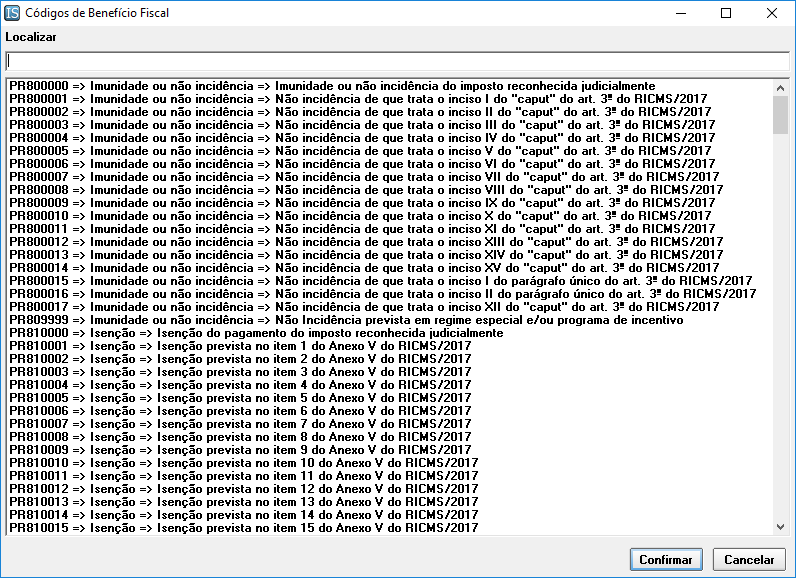 IS Códigos de Benefício Fiscal
Localizar
PR800000 => Imunidade ou não incidência => Imunidade ou não incidência do imposto reconhecida judicialmente
PR800001 => Imunidade ou não incidência => Não incidência de que trata o inciso I do "caput" do art. 3º do RICMS/2017
PR800002 => Imunidade ou não incidência => Não incidência de que trata o inciso II do "caput" do art. 3º do RICMS/2017
PR800003 => Imunidade ou não incidência => Não incidência de que trata o inciso III do "caput" do art. 3º do RICMS/2017
PR800004 => Imunidade ou não incidência => Não incidência de que trata o inciso IV do "caput" do art. 3º do RICMS/2017
PR800005 => Imunidade ou não incidência => Não incidência de que trata o inciso V do "caput" do art. 3º do RICMS/2017
PR800006 => Imunidade ou não incidência => Não incidência de que trata o inciso VI do "caput" do art. 3º do RICMS/2017
PR800007 => Imunidade ou não incidência => Não incidência de que trata o inciso VII do "caput" do art. 3º do RICMS/2017
PR800008 => Imunidade ou não incidência => Não incidência de que trata o inciso VIII do "caput" do art. 3º do RICMS/2017
PR800009 => Imunidade ou não incidência => Não incidência de que trata o inciso IX do "caput" do art. 3º do RICMS/2017
PR800010 => Imunidade ou não incidência => Não incidência de que trata o inciso X do "caput" do art. 3º do RICMS/2017
PR800011 => Imunidade ou não incidência => Não incidência de que trata o inciso XI do "caput" do art. 3º do RICMS/2017
PR800012 => Imunidade ou não incidência => Não incidência de que trata o inciso XIII do "caput" do art. 3º do RICMS/2017
PR800013 => Imunidade ou não incidência => Não incidência de que trata o inciso XIV do "caput" do art. 3º do RICMS/2017
PR800014 => Imunidade ou não incidência => Não incidência de que trata o inciso XV do "caput" do art. 3º do RICMS/2017
PR800015 => Imunidade ou não incidência => Não incidência de que trata o inciso I do parágrafo único do art. 3º do RICMS/2017
PR800016 => Imunidade ou não incidência => Não incidência de que trata o inciso II do parágrafo único do art. 3º do RICMS/2017
PR800017 => Imunidade ou não incidência => Não incidência de que trata o inciso XII do "caput" do art. 3º do RICMS/2017
PR809999 => Imunidade ou não incidência => Não Incidência prevista em regime especial e/ou programa de incentivo
PR810000 => Isenção => Isenção do pagamento do imposto reconhecida judicialmente
PR810001 => Isenção => Isenção prevista no item 1 do Anexo V do RICMS/2017
PR810002 => Isenção => Isenção prevista no item 2 do Anexo V do RICMS/2017
PR810003 => Isenção => Isenção prevista no item 3 do Anexo V do RICMS/2017
PR810004 => Isenção => Isenção prevista no item 4 do Anexo V do RICMS/2017
PR810005 => Isenção => Isenção prevista no item 5 do Anexo V do RICMS/2017
PR810006 => Isenção => Isenção prevista no item 6 do Anexo V do RICMS/2017
PR810007 => Isenção => Isenção prevista no item 7 do Anexo V do RICMS/2017
PR810008 => Isenção => Isenção prevista no item 8 do Anexo V do RICMS/2017
PR810009 => Isenção => Isenção prevista no item 9 do Anexo V do RICMS/2017
PR810010 => Isenção => Isenção prevista no item 10 do Anexo V do RICMS/2017
PR810011 => Isenção => Isenção prevista no item 11 do Anexo V do RICMS/2017
PR810012 => Isenção => Isenção prevista no item 12 do Anexo V do RICMS/2017
PR810013 => Isenção => Isenção prevista no item 13 do Anexo V do RICMS/2017
PR810014 => Isenção => Isenção prevista no item 14 do Anexo V do RICMS/2017
PR810015 => Isenção => Isenção prevista no item 15 do Anexo V do RICMS/2017
Confirmar Cancelar